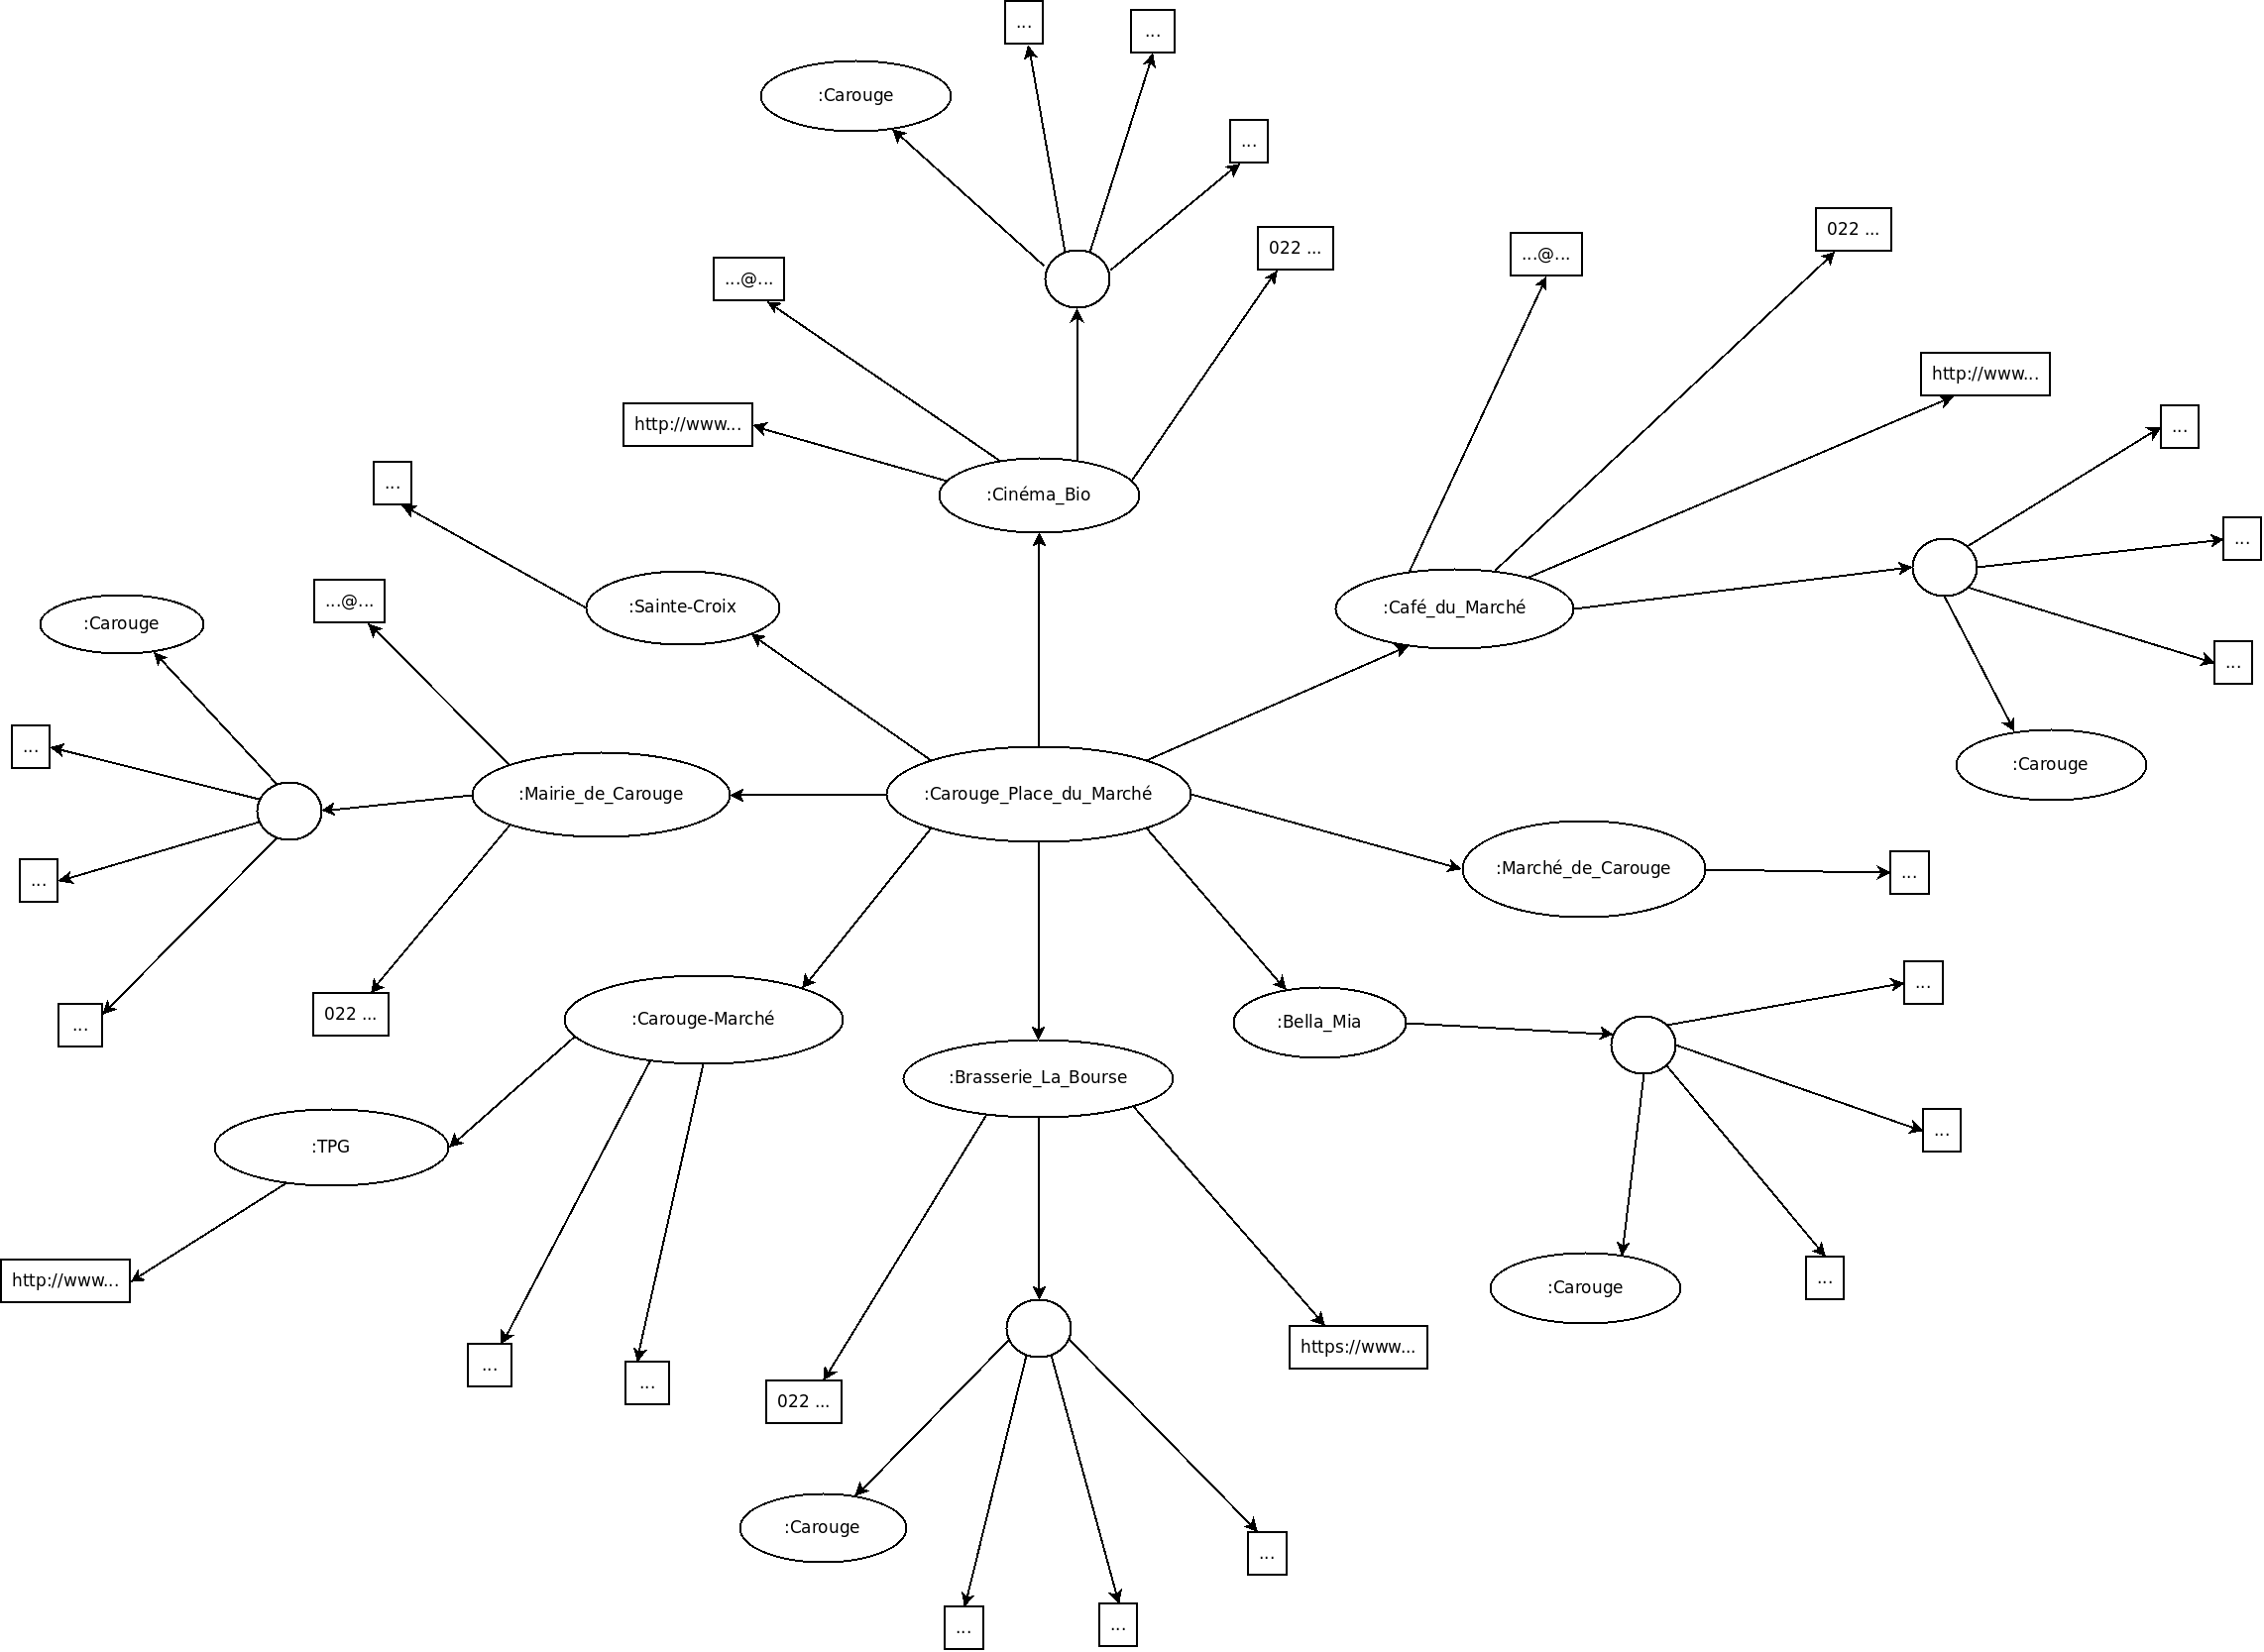 ...
...
:Carouge
...
022 ...
022 ...
...@...
...@...
http://www...
http://www...
...
...
:Cinéma_Bio
...
...@...
:Sainte-Croix
:Café_du_Marché
:Carouge
...
...
:Mairie_de_Carouge
:Carouge_Place_du_Marché
:Carouge
:Marché_de_Carouge
...
...
...
022 ...
...
:Carouge-Marché
:Bella_Mia
:Brasserie_La_Bourse
...
:TPG
http://www...
:Carouge
...
...
...
https://www...
022 ...
:Carouge
...
...
...